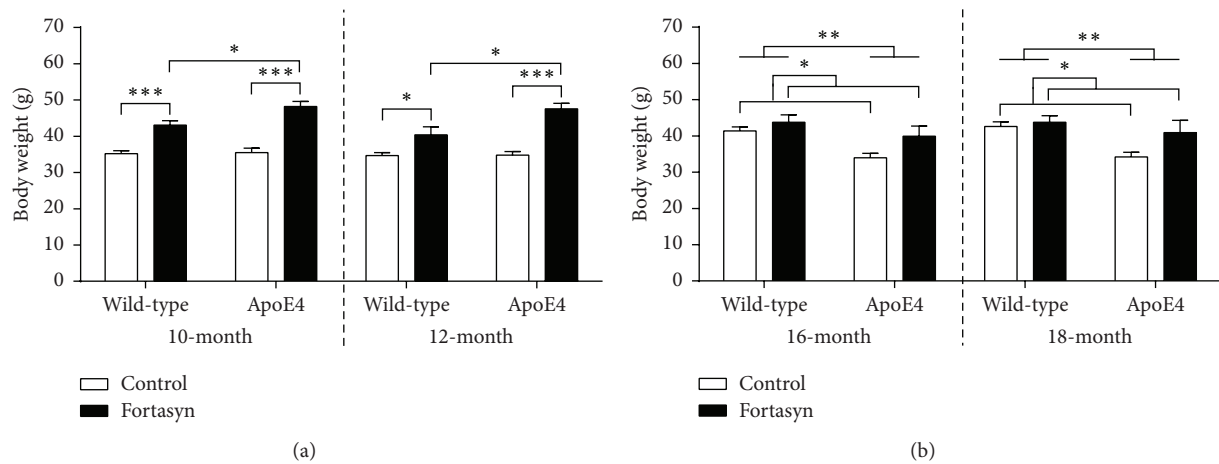 Body weight (g)
70
60
50
40
30
20
10
0
*
***
***
*
*
***
Wild-type ApoE4 Wild-type ApoE4
10-month 12-month
Control
Fortasyn
(a)
Body weight (g)
70
60
50
40
30
20
10
0
**
*
**
*
Wild-type ApoE4 Wild-type ApoE4
16-month 18-month
Control
Fortasyn
(b)